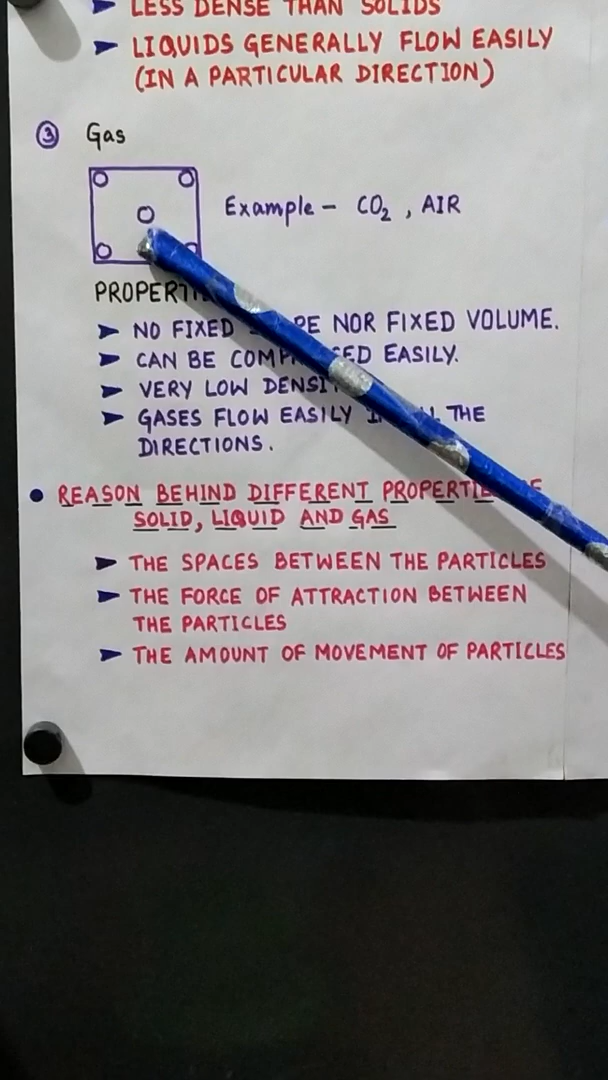 ➤ LESS DENSE THAN SOLIDS
➤ LIQUIDS GENERALLY FLOW EASILY
(IN A PARTICULAR DIRECTION)
③ Gas
Example - CO₂ , AIR
➤ NO FIXED NOR FIXED VOLUME.
➤ CAN BE EASILY.
➤ VERY LOW
➤ GASES FLOW EASILY THE
DIRECTIONS.
• REASON BEHIND DIFFERENT
SOLID, LIQUID AND GAS
➤ THE SPACES BETWEEN THE PARTICLES
➤ THE FORCE OF ATTRACTION BETWEEN
THE PARTICLES
➤ THE AMOUNT OF MOVEMENT OF PARTICLES